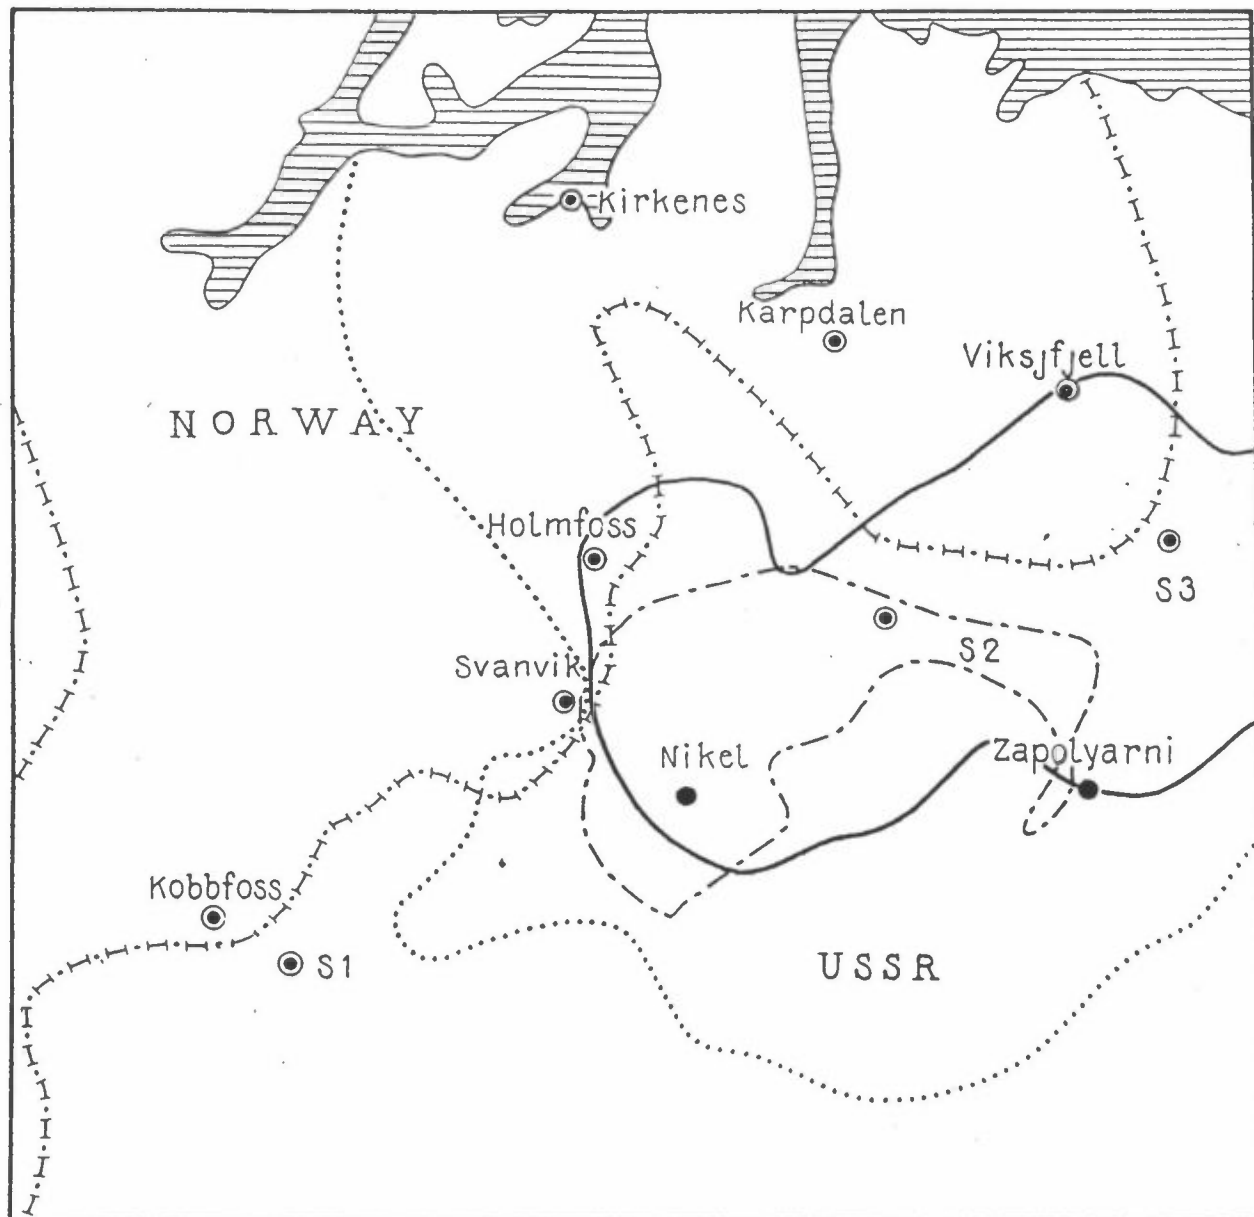 Kirkenes
Karpdalen
Viksjfjell
NORWAY
Holmfoss
S3
S2
Svanvik
Nikel
Zapolyarni
Kobbfoss
S1
USSR